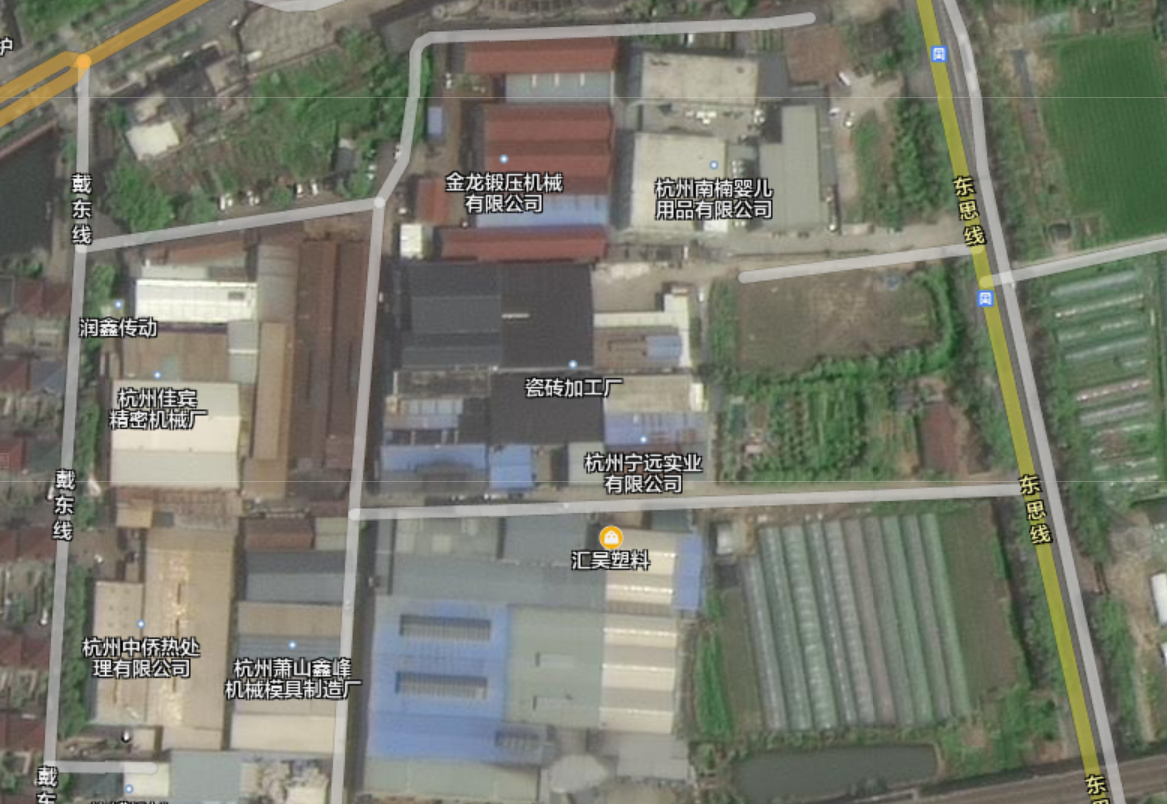 戴东线
金龙锻压机械
有限公司
杭州南楠婴儿
用品有限公司
东思线
润鑫传动
杭州佳宾
精密机械厂
瓷砖加工厂
杭州宁远实业
有限公司
戴东线
东思线
汇吴塑料
杭州中侨热处
理有限公司
杭州萧山鑫峰
机械模具制造厂
戴东
东思